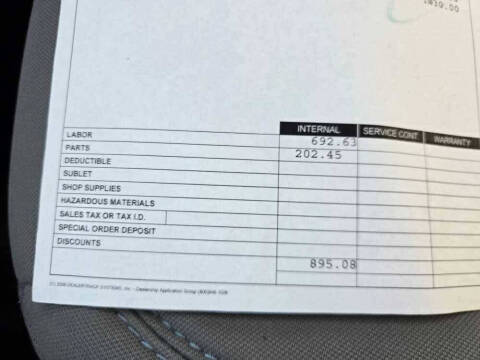 INTERNAL SERVICE CONT. WARRANTY
LABOR 692.63
PARTS 202.45
DEDUCTIBLE
SUBLET
SHOP SUPPLIES
HAZARDOUS MATERIALS
SALES TAX OR TAX I.D.
SPECIAL ORDER DEPOSIT
DISCOUNTS
895.08